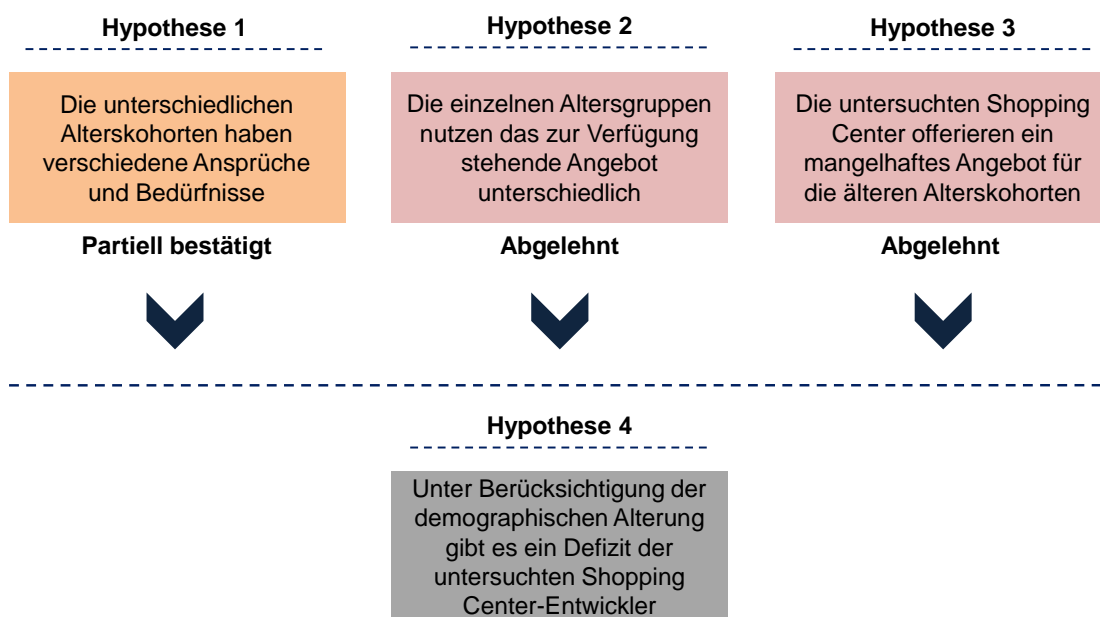 Hypothese 1
Die unterschiedlichen
Alterskohorten haben
verschiedene Ansprüche
und Bedürfnisse
Partiell bestätigt
Hypothese 2
Die einzelnen Altersgruppen
nutzen das zur Verfügung
stehende Angebot
unterschiedlich
Abgelehnt
Hypothese 3
Die untersuchten Shopping
Center offerieren ein
mangelhaftes Angebot für
die älteren Alterskohorten
Abgelehnt
Hypothese 4
Unter Berücksichtigung der
demographischen Alterung
gibt es ein Defizit der
untersuchten Shopping
Center-Entwickler